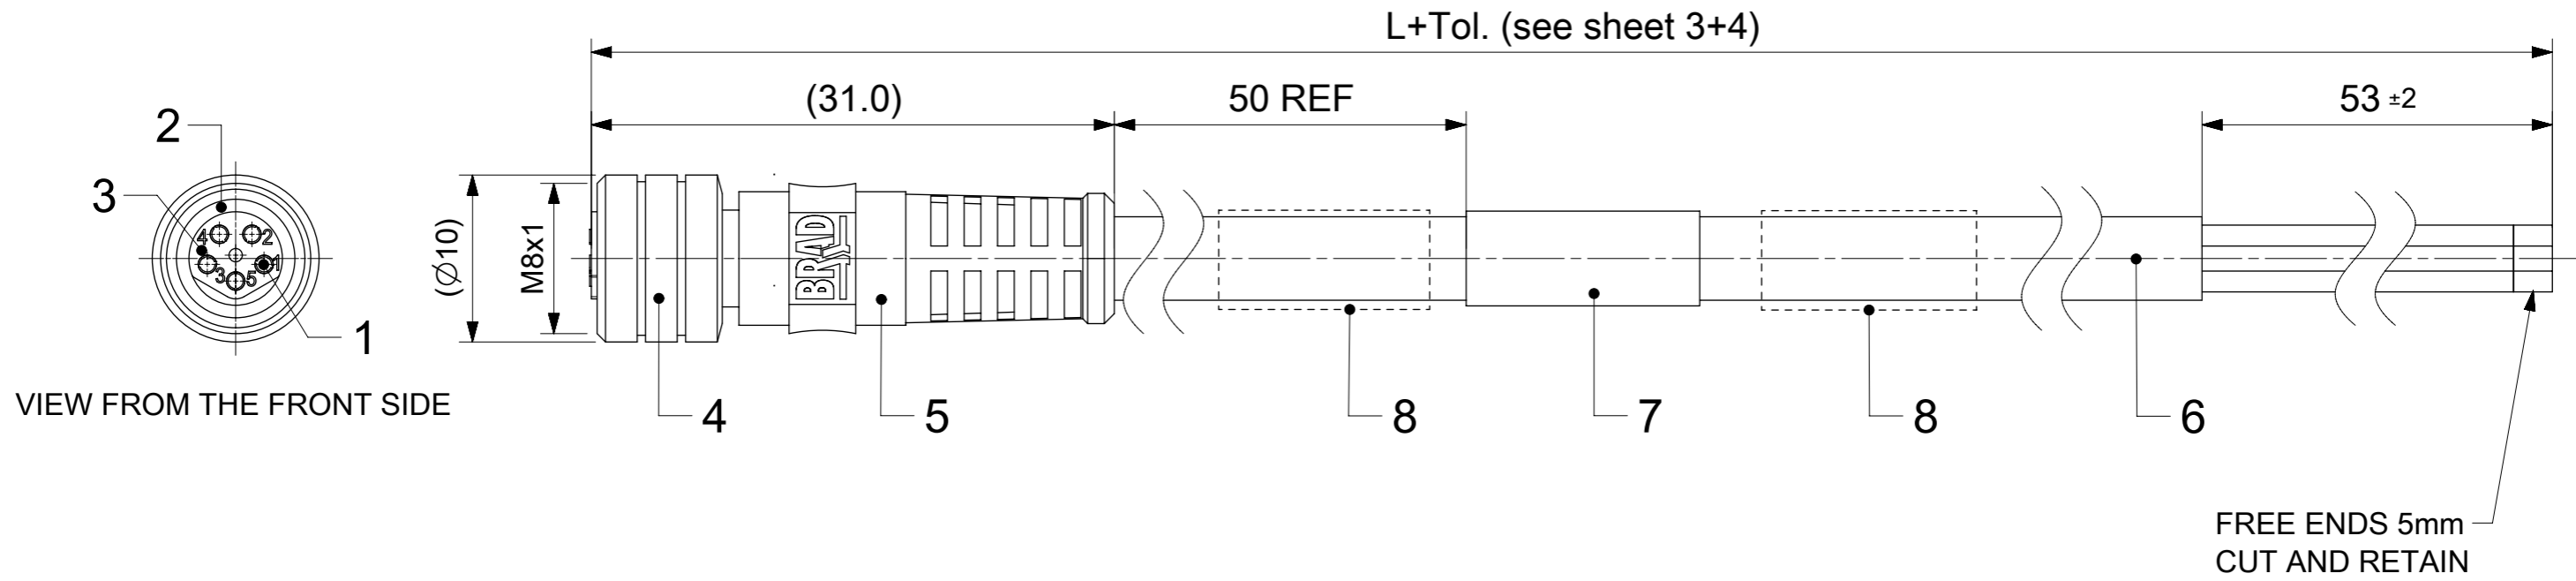 L+Tol. (see sheet 3+4)
(31.0)
50 REF
53 ±2
2
3
4
2
3
1
5
1
(∅10)
M8x1
BRAD
VIEW FROM THE FRONT SIDE
4
5
8
7
8
6
FREE ENDS 5mm
CUT AND RETAIN